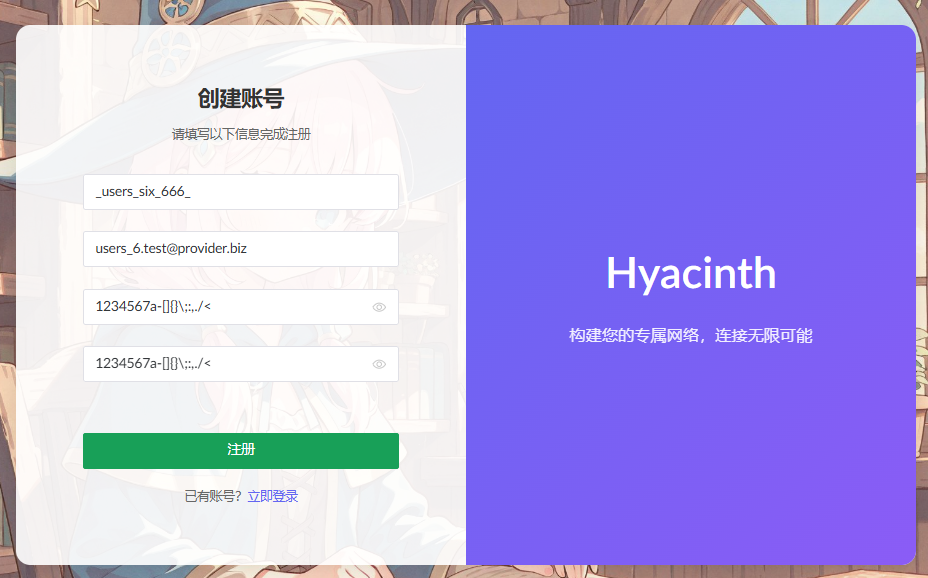 创建账号
请填写以下信息完成注册
_users_six_666_
users_6.test@provider.biz
1234567a-[]{}\;:,./<
1234567a-[]{}\;:,./<
注册
已有账号？立即登录
Hyacinth
构建您的专属网络，连接无限可能